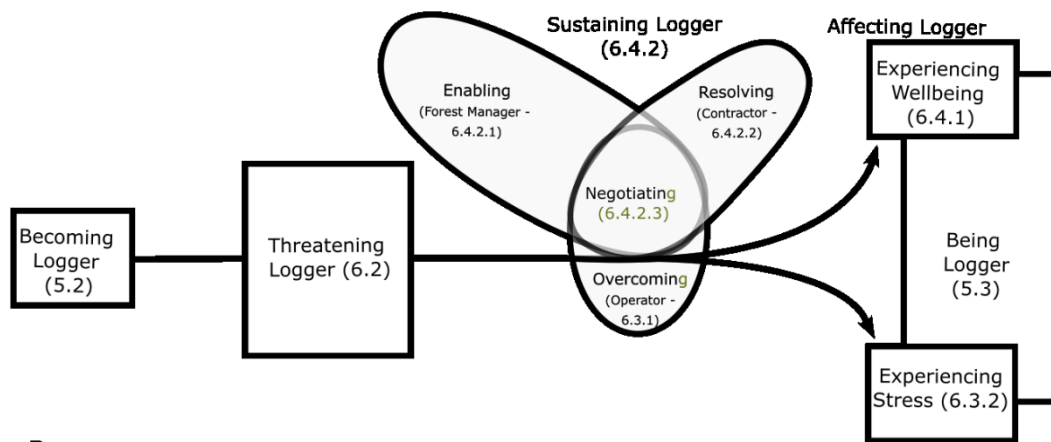 Sustaining Logger
(6.4.2)
Affecting Logger
Enabling
(Forest Manager -
6.4.2.1)
Resolving
(Contractor -
6.4.2.2)
Experiencing
Wellbeing
(6.4.1)
Negotiating
(6.4.2.3)
Becoming
Logger
(5.2)
Threatening
Logger (6.2)
Overcoming
(Operator -
6.3.1)
Being
Logger
(5.3)
Experiencing
Stress (6.3.2)